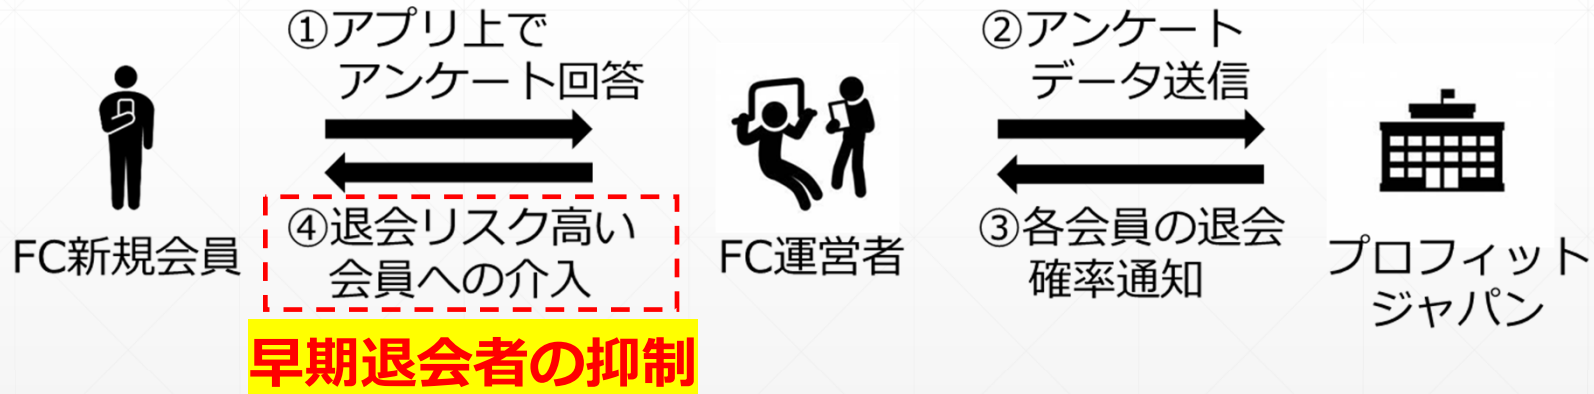 ①アプリ上で
アンケート回答
②アンケート
データ送信
④退会リスク高い
会員への介入
③各会員の退会
確率通知
FC新規会員
FC運営者
プロフィット
ジャパン
早期退会者の抑制